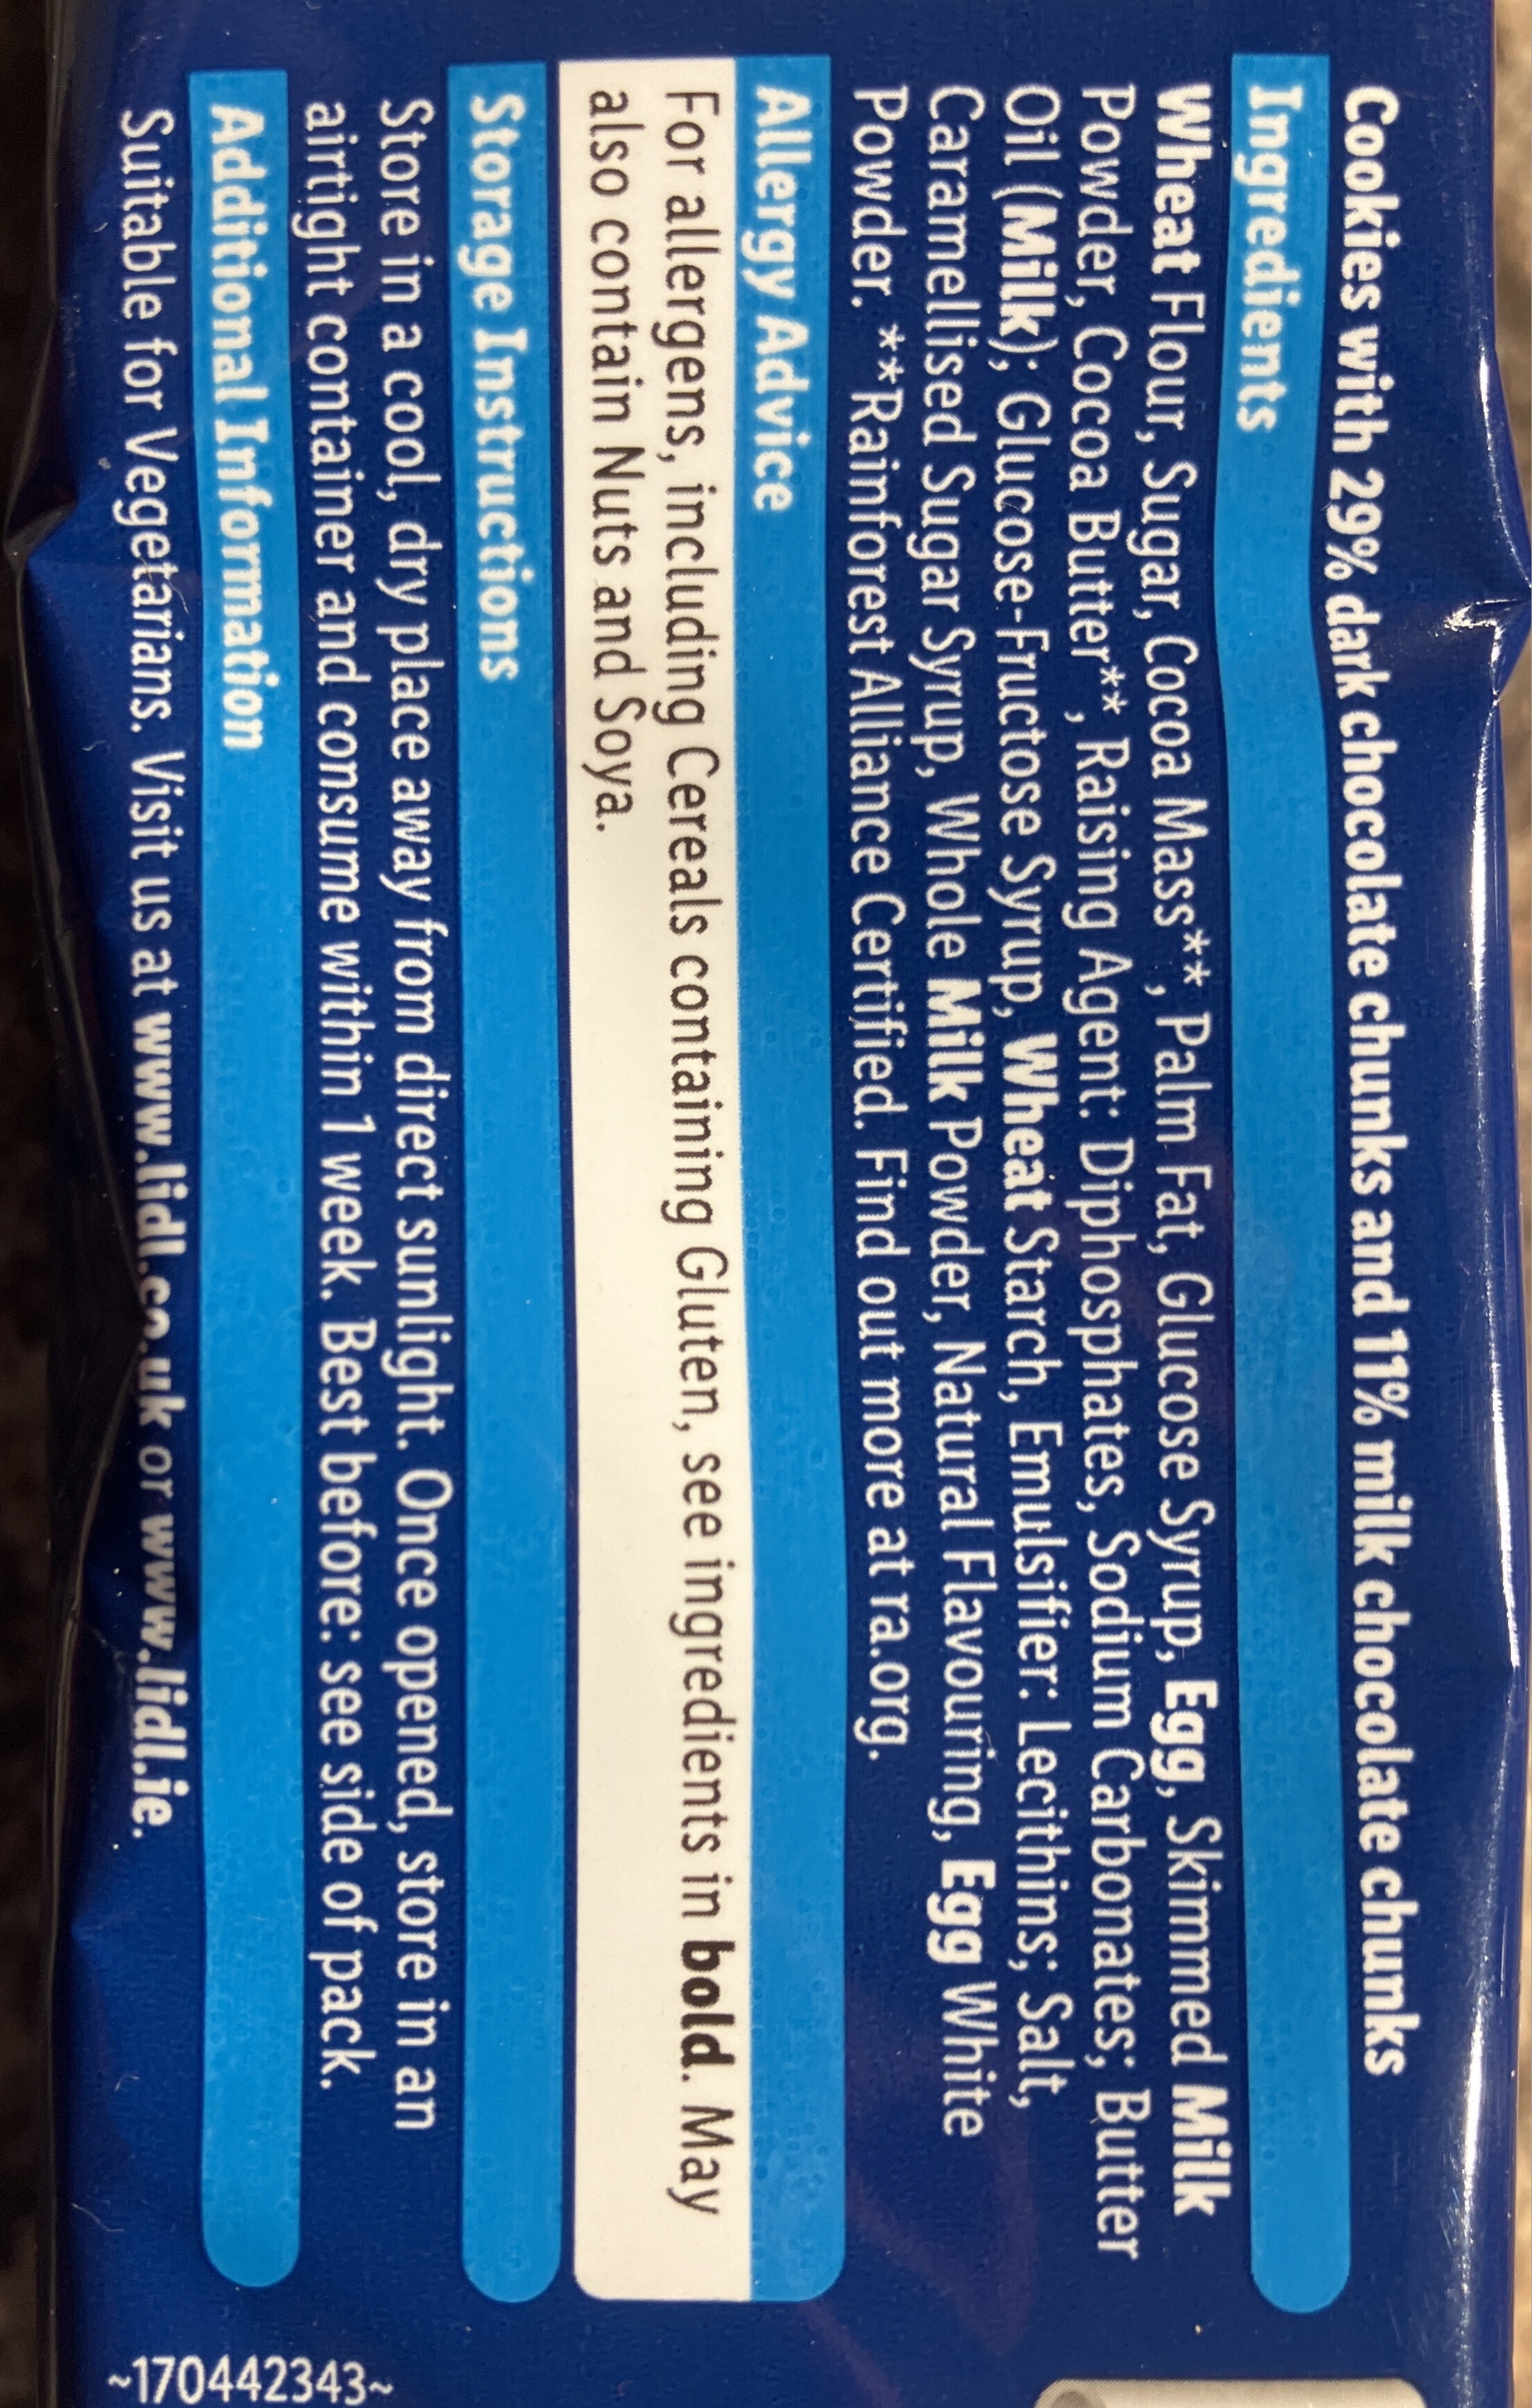 Cookies with 29% dark chocolate chunks and 11% milk chocolate chunks
Ingredients
Wheat Flour, Sugar, Cocoa Mass**, Palm Fat, Glucose Syrup, Egg, Skimmed Milk
Powder, Cocoa Butter**, Raising Agent: Diphosphates, Sodium Carbonates; Butter
Oil (Milk); Glucose-Fructose Syrup, Wheat Starch, Emulsifier: Lecithins; Salt,
Caramellised Sugar Syrup, Whole Milk Powder, Natural Flavouring, Egg White
Powder. **Rainforest Alliance Certified. Find out more at ra.org.
Allergy Advice
For allergens, including Cereals containing Gluten, see ingredients in bold. May
also contain Nuts and Soya.
Storage Instructions
Store in a cool, dry place away from direct sunlight. Once opened, store in an
airtight container and consume within 1 week. Best before: see side of pack.
Additional Information
Suitable for Vegetarians. Visit us at www.lidl.co.uk or www.lidl.ie.
~170442343~